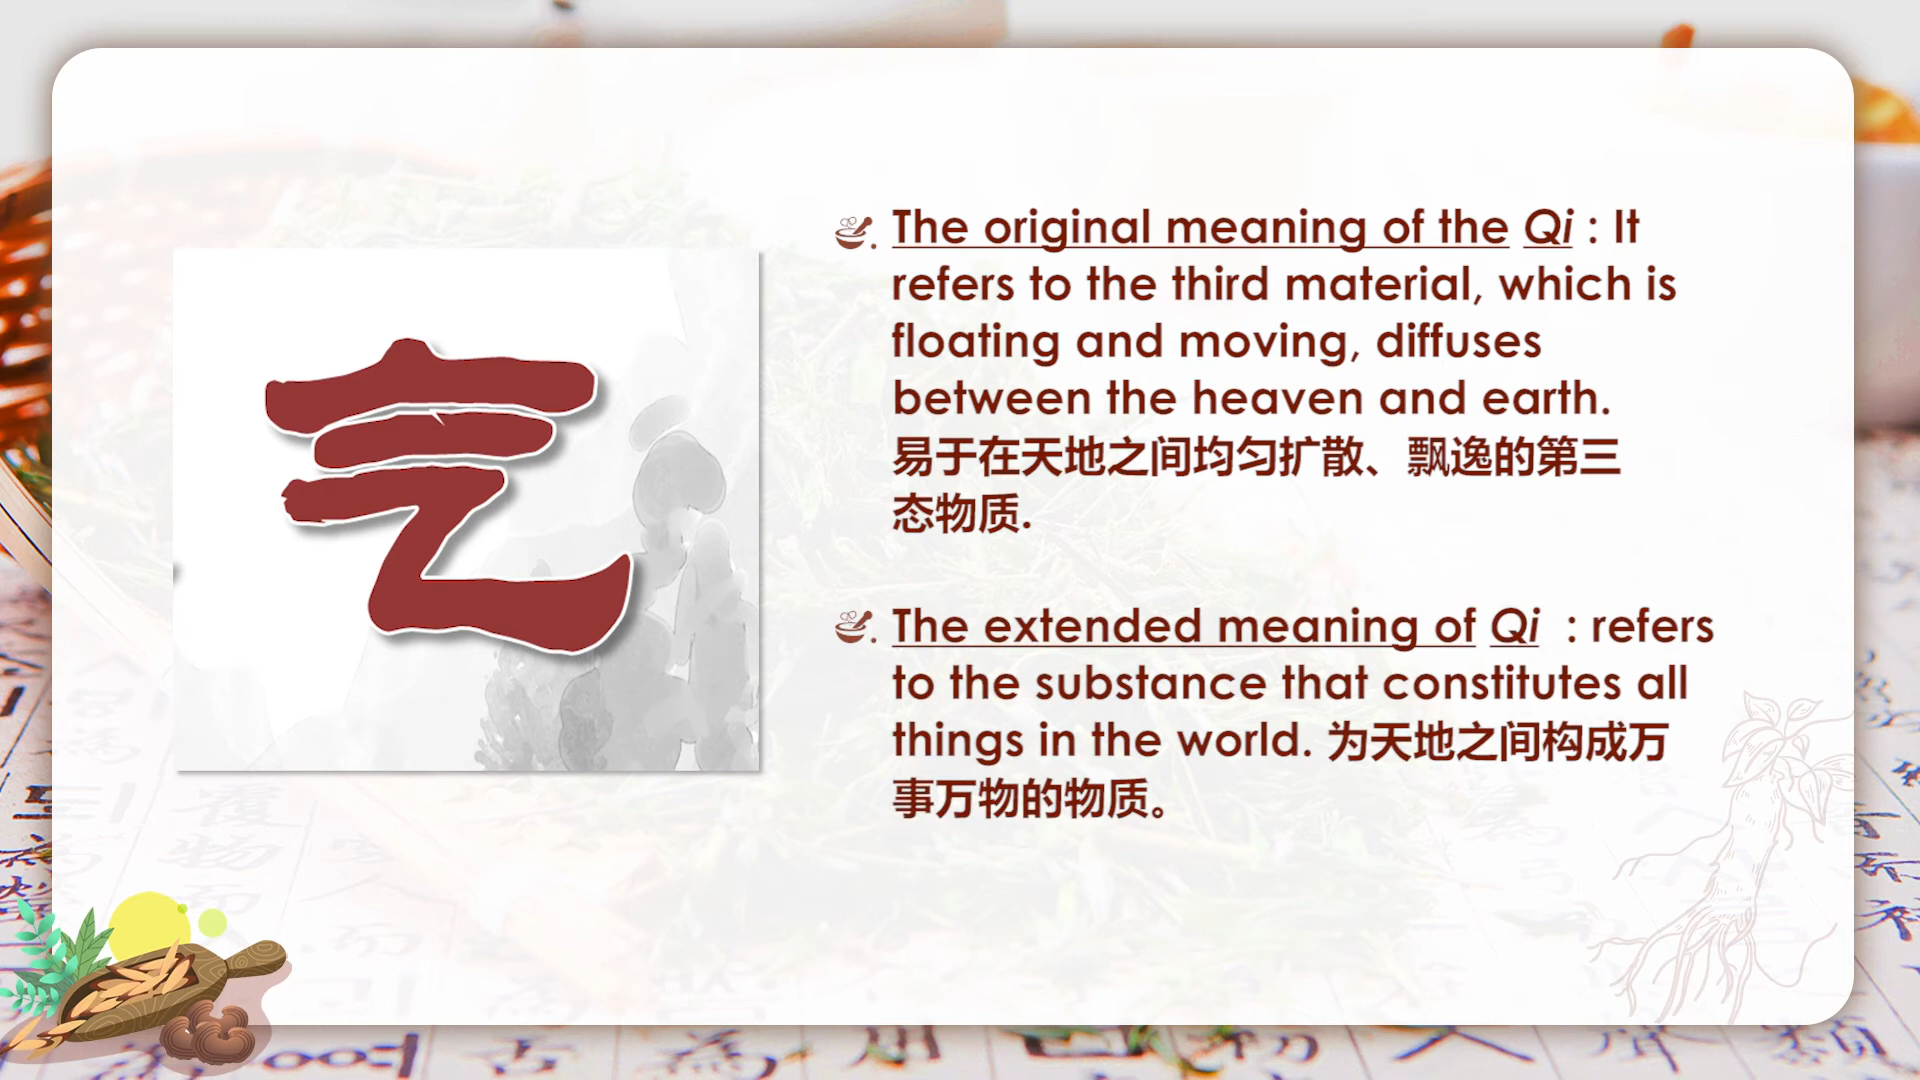 气
The original meaning of the Qi : It
refers to the third material, which is
floating and moving, diffuses
between the heaven and earth.
易于在天地之间均匀扩散、飘逸的第三
态物质.
The extended meaning of Qi : refers
to the substance that constitutes all
things in the world. 为天地之间构成万
事万物的物质。